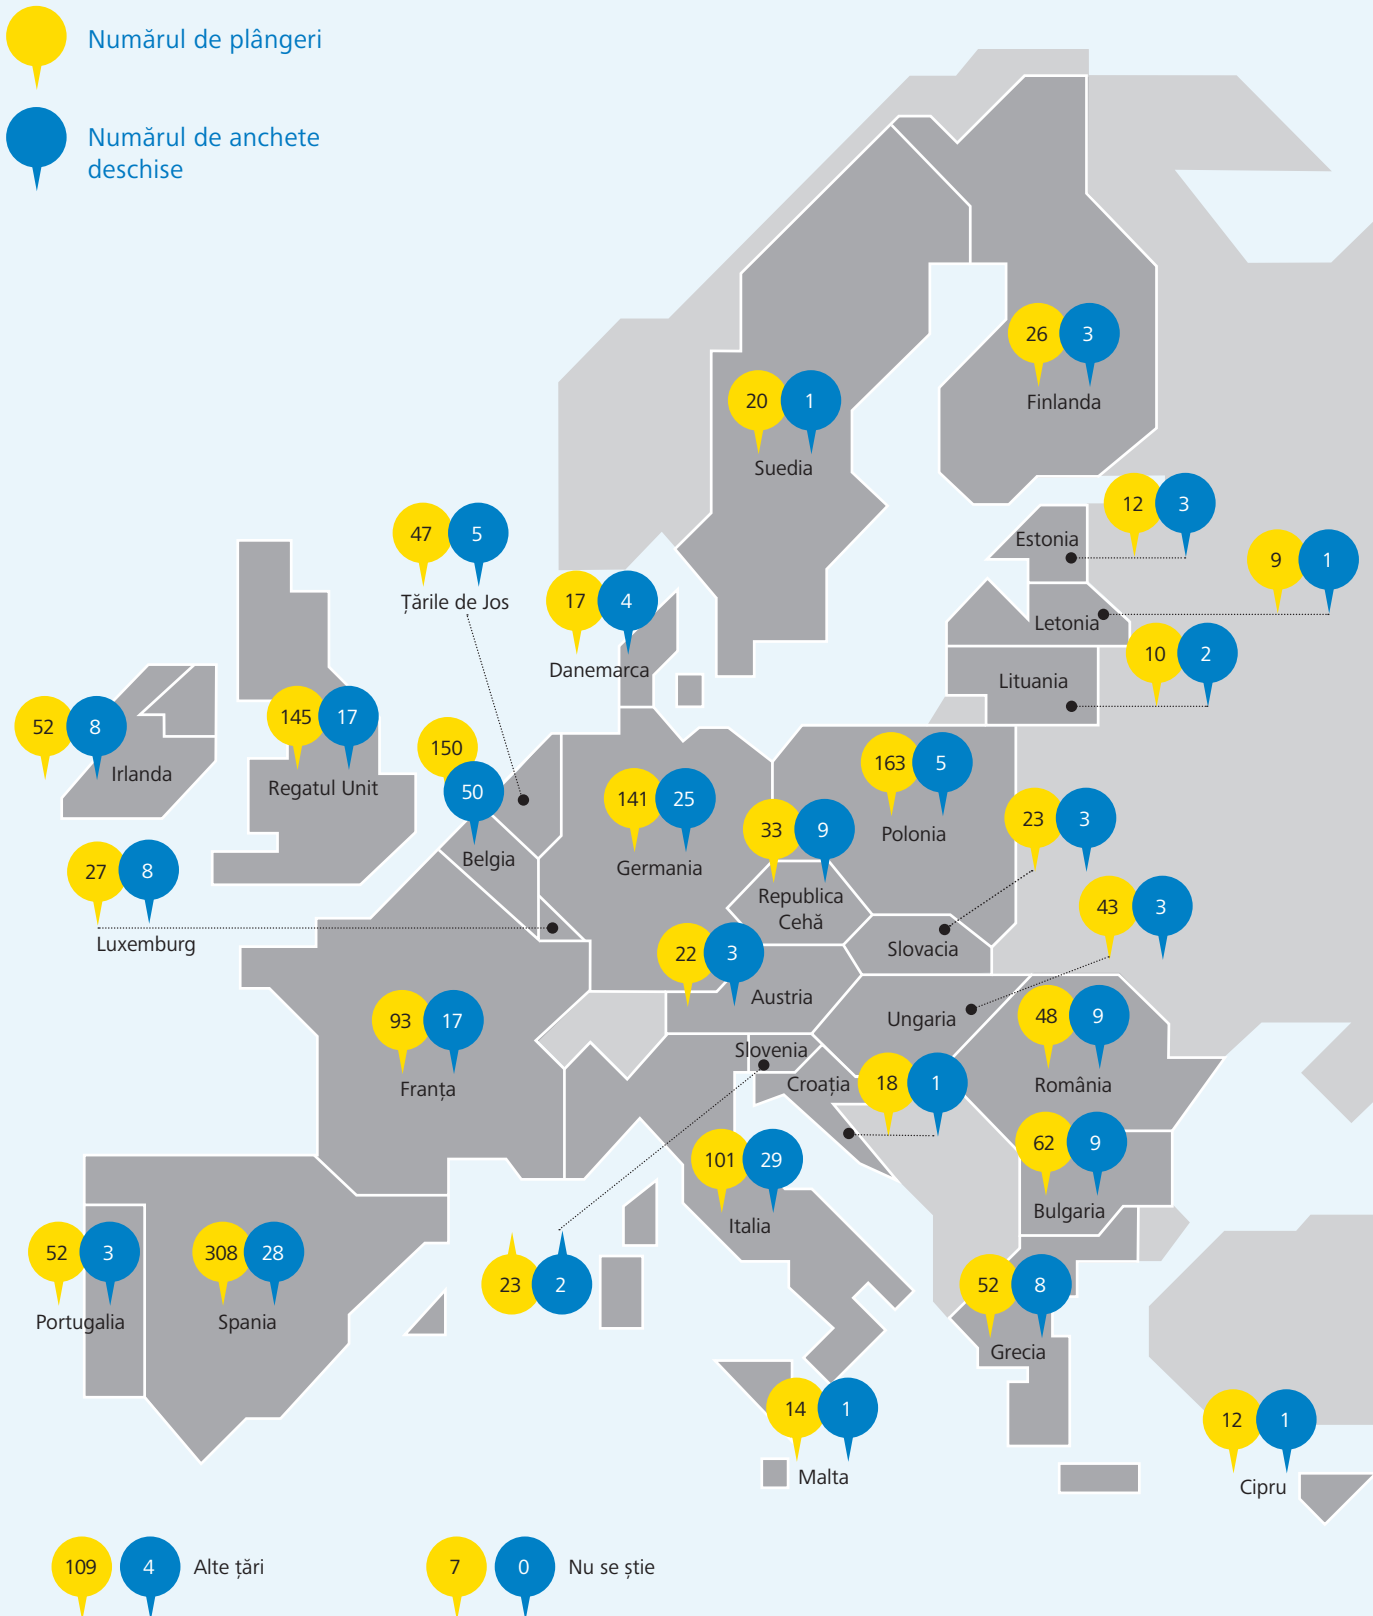 Numărul de plângeri
Numărul de anchete
deschise
26 3
Finlanda
20 1
Suedia
12 3
Estonia
47 5
Țările de Jos
9 1
Letonia
17 4
Danemarca
10 2
Lituania
52 8
Irlanda
145 17
Regatul Unit
150
50
Belgia
141 25
Germania
163 5
Polonia
33 9
Republica
Cehă
23 3
Slovacia
27 8
Luxemburg
43 3
Ungaria
22 3
Austria
93 17
Franța
48 9
România
Slovenia
Croația
18 1
62 9
Bulgaria
101 29
Italia
52 3
Portugalia
308 28
Spania
23 2
52 8
Grecia
14 1
Malta
12 1
Cipru
109 4 Alte țări
7 0 Nu se știe